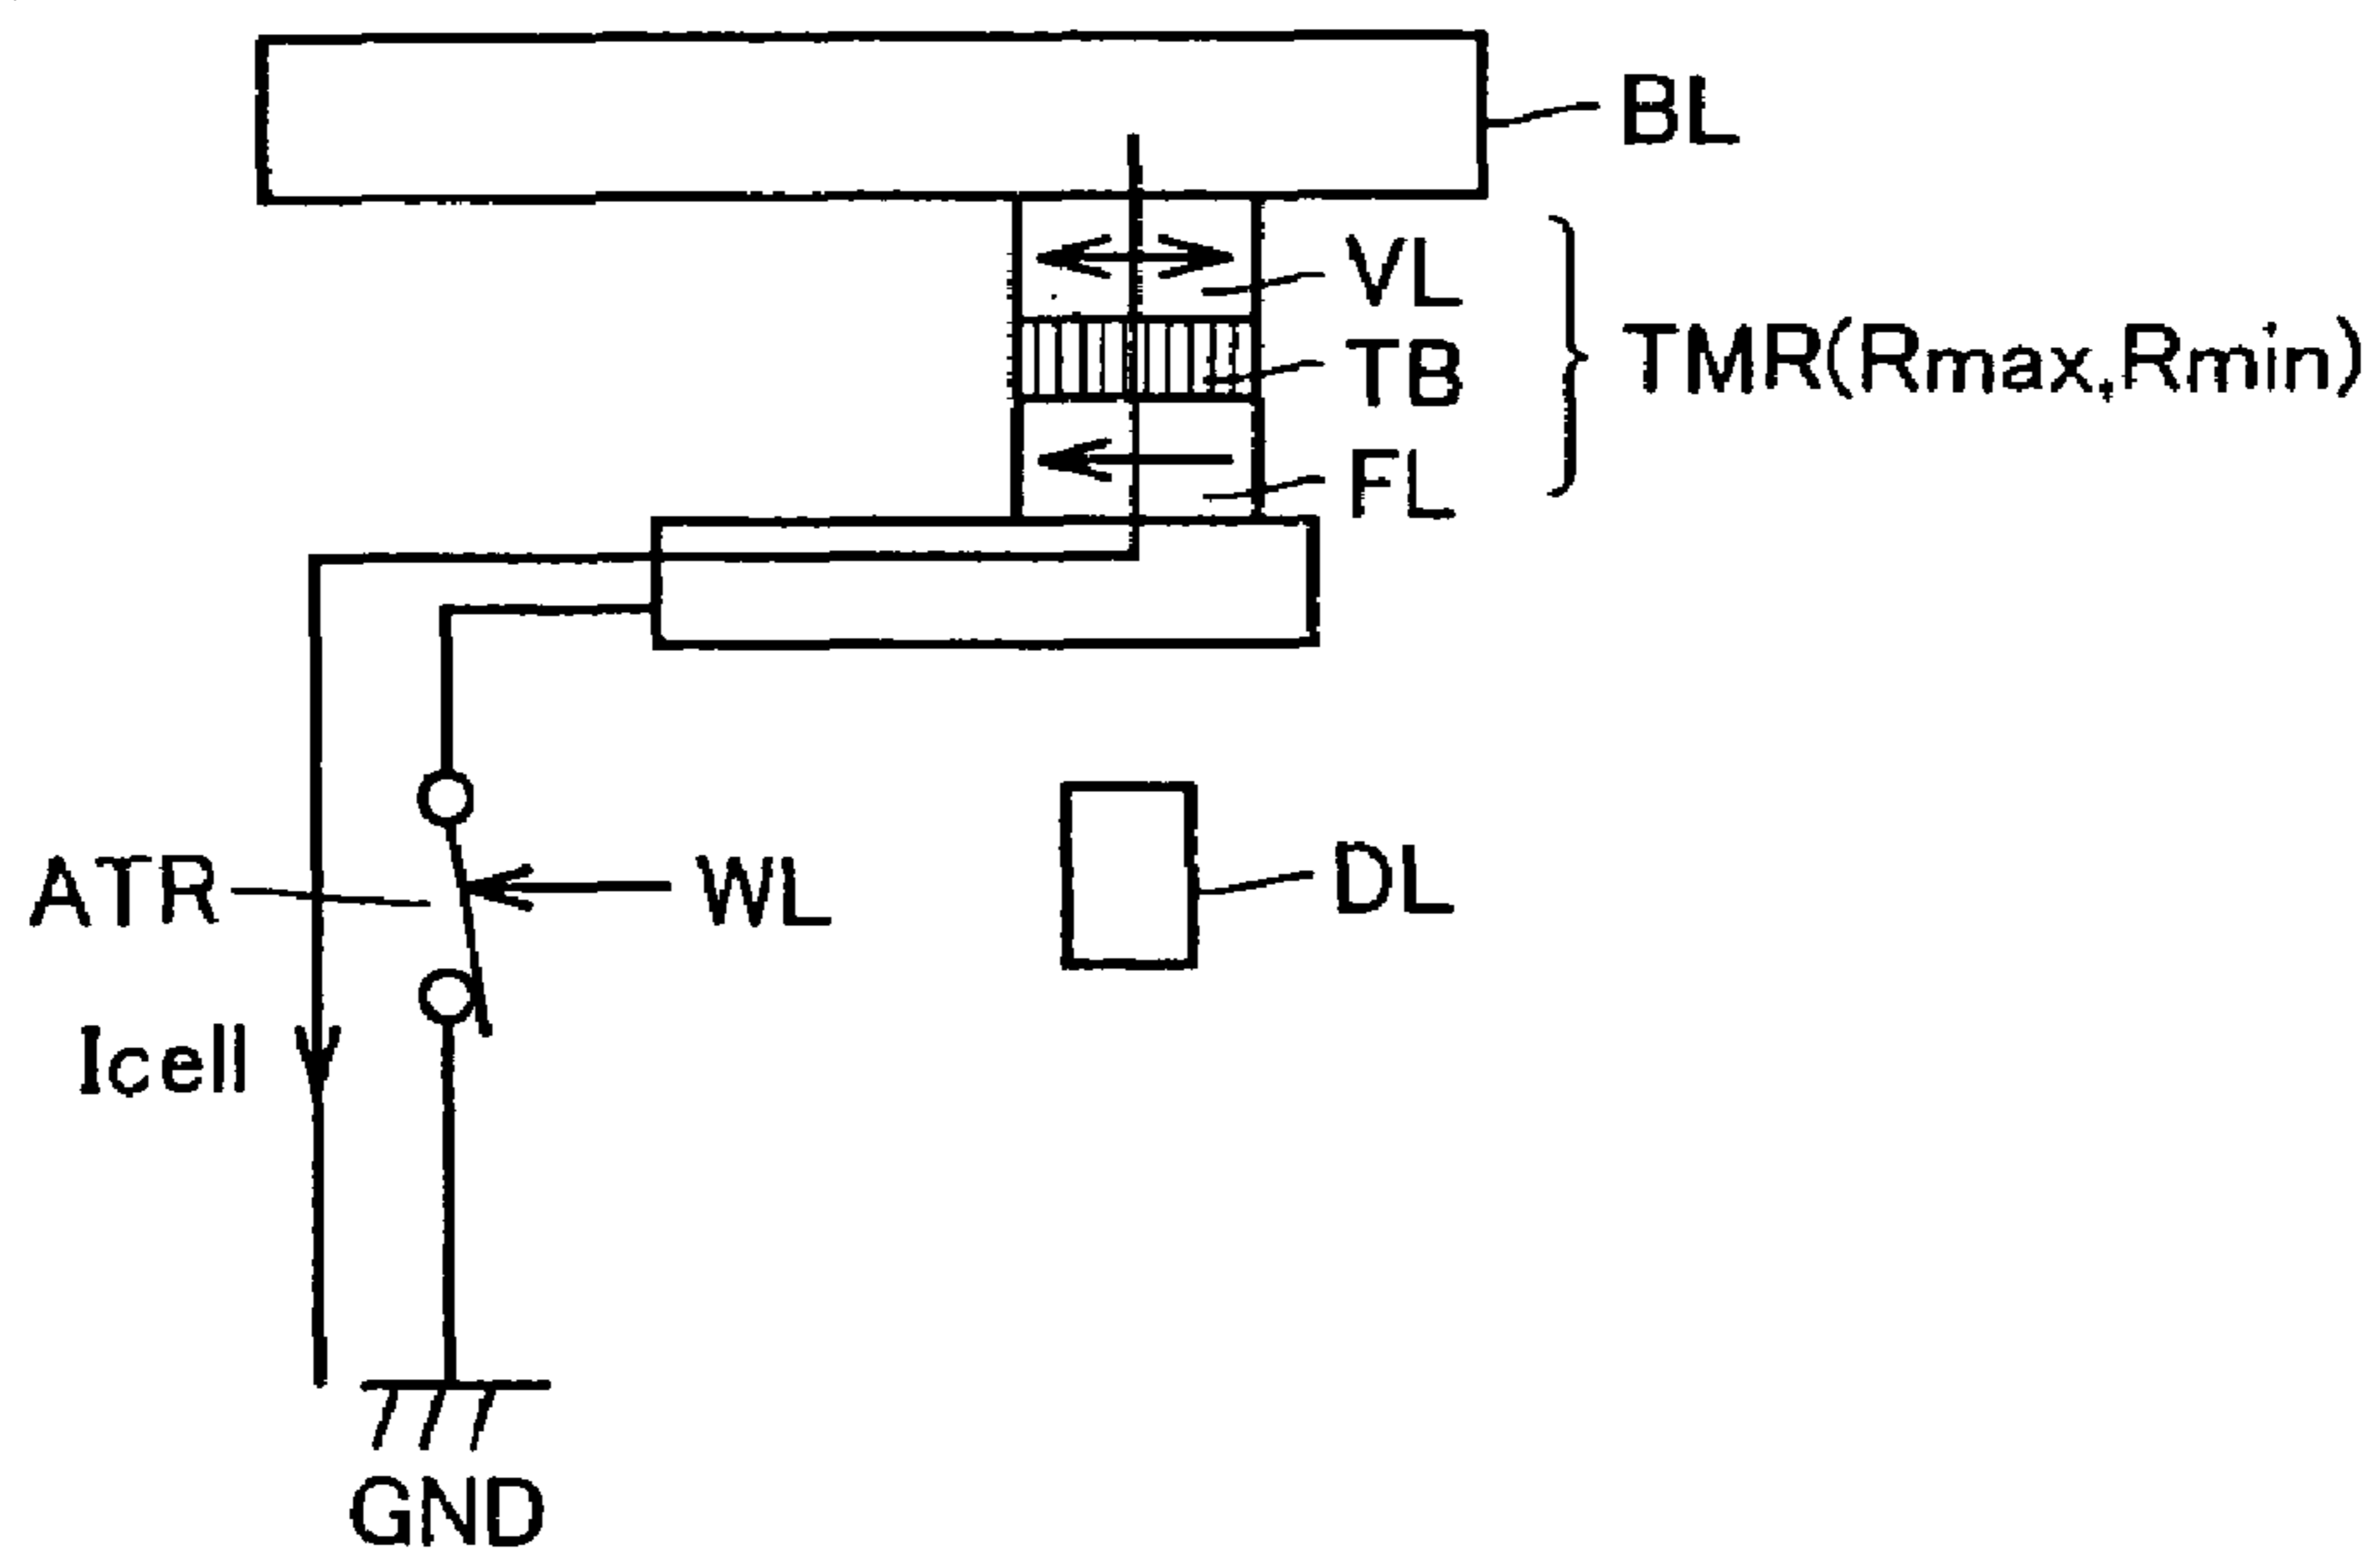 BL
VL
TB
TMR(Rmax,Rmin)
FL
ATR
WL
DL
Icell
GND